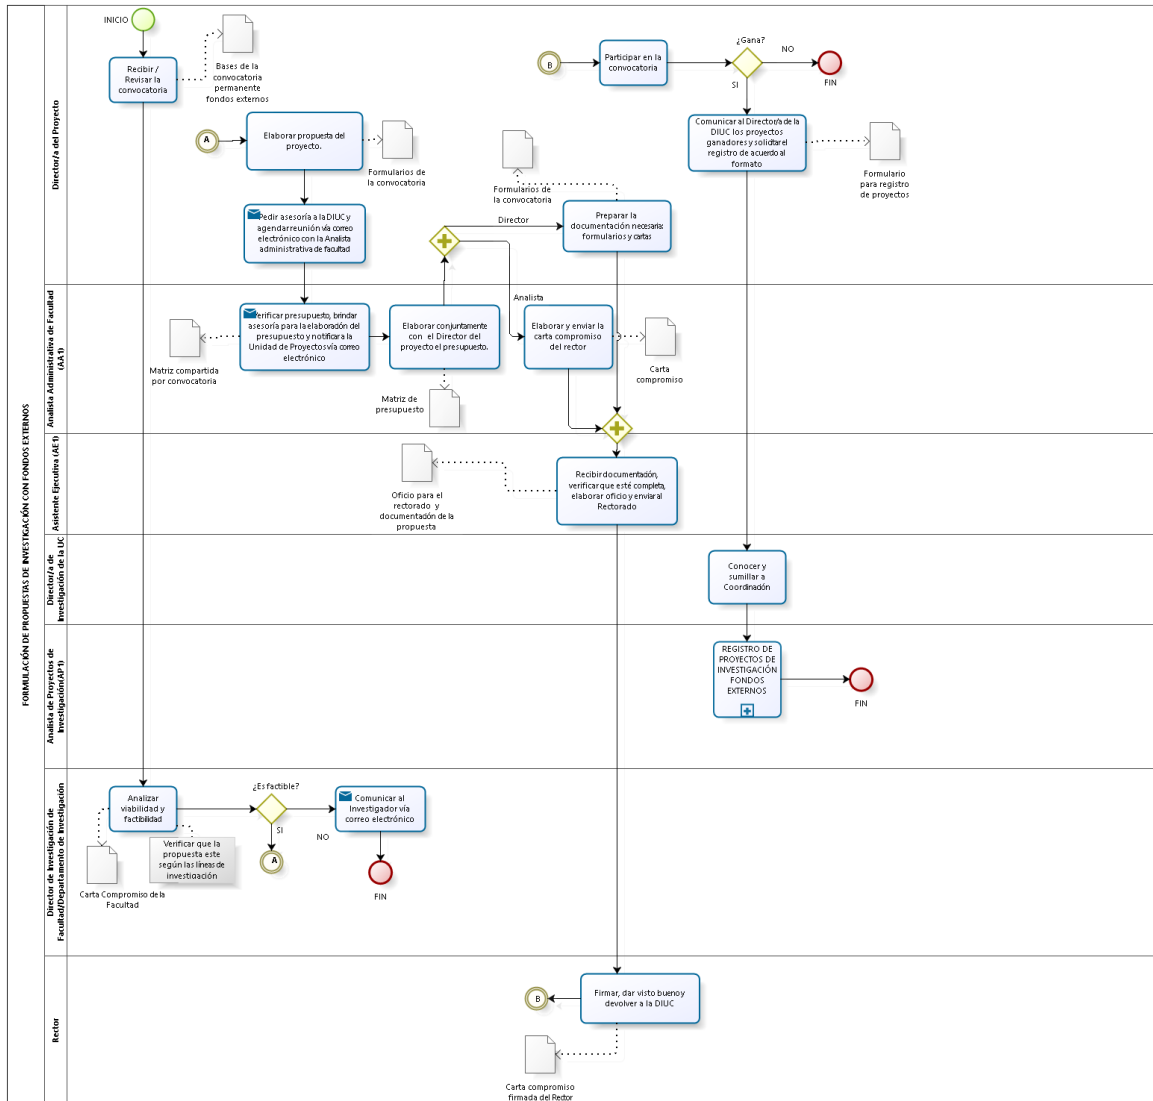 FORMULACIÓN DE PROPUESTAS DE INVESTIGACIÓN CON FONDOS EXTERNOS
Director/a del Proyecto
INICIO
Recibir /
Revisar la
convocatoria
Bases de la
convocatoria
permanente
fondos externos
A
Elaborar propuesta del
proyecto.
Formularios de
la convocatoria
Pedir asesoría a la DIUC y
agendar reunión vía correo
electrónico con la Analista
administrativa de facultad
Director
Formularios de
la convocatoria
Preparar la
documentación necesaria:
formularios y cartas
B
Participar en la
convocatoria
¿Gana?
NO
FIN
SI
Comunicar al Director/a de la
DIUC los proyectos
ganadores y solicitar el
registro de acuerdo al
formato
Formulario
para registro
de proyectos
Analista Administrativa de Facultad
(AA1)
Verificar presupuesto, brindar
asesoría para la elaboración del
presupuesto y notificar a la
Unidad de Proyectos vía correo
electrónico
Matriz compartida
por convocatoria
Elaborar conjuntamente
con el Director del
proyecto el presupuesto.
Matriz de
presupuesto
Analista
Elaborar y enviar la
carta compromiso
del rector
Carta
compromiso
Asistente Ejecutiva (AE1)
Oficio para el
rectorado y
documentación de la
propuesta
Recibir documentación,
verificar que esté completa,
elaborar oficio y enviar al
Rectorado
Director/a de
Investigación de la UC
Conocer y
sumillar a
Coordinación
Analista de Proyectos de
Investigación(AP1)
REGISTRO DE
PROYECTOS DE
INVESTIGACIÓN
FONDOS
EXTERNOS
FIN
Director de Investigación de
Facultad/Departamento de Investigación
Analizar
viabilidad y
factibilidad
¿Es factible?
SI
A
NO
Comunicar al
Investigador vía
correo electrónico
FIN
Verificar que la
propuesta este
según las líneas de
investigación
Carta Compromiso de la
Facultad
Rector
Firmar, dar visto bueno y
devolver a la DIUC
B
Carta compromiso
firmada del Rector